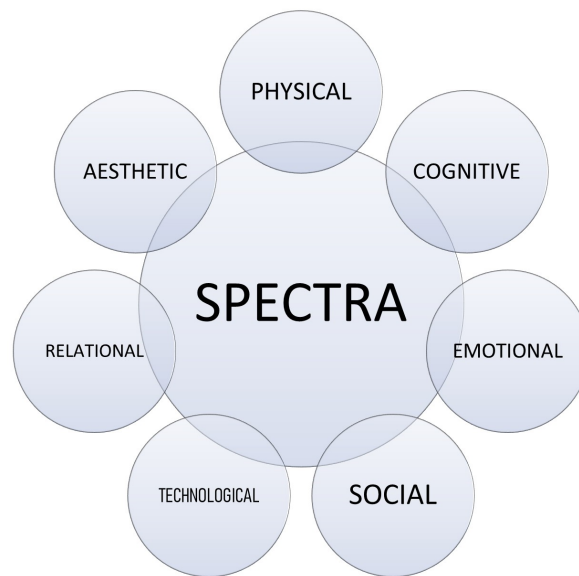 PHYSICAL
AESTHETIC
COGNITIVE
SPECTRA
RELATIONAL
EMOTIONAL
TECHNOLOGICAL
SOCIAL